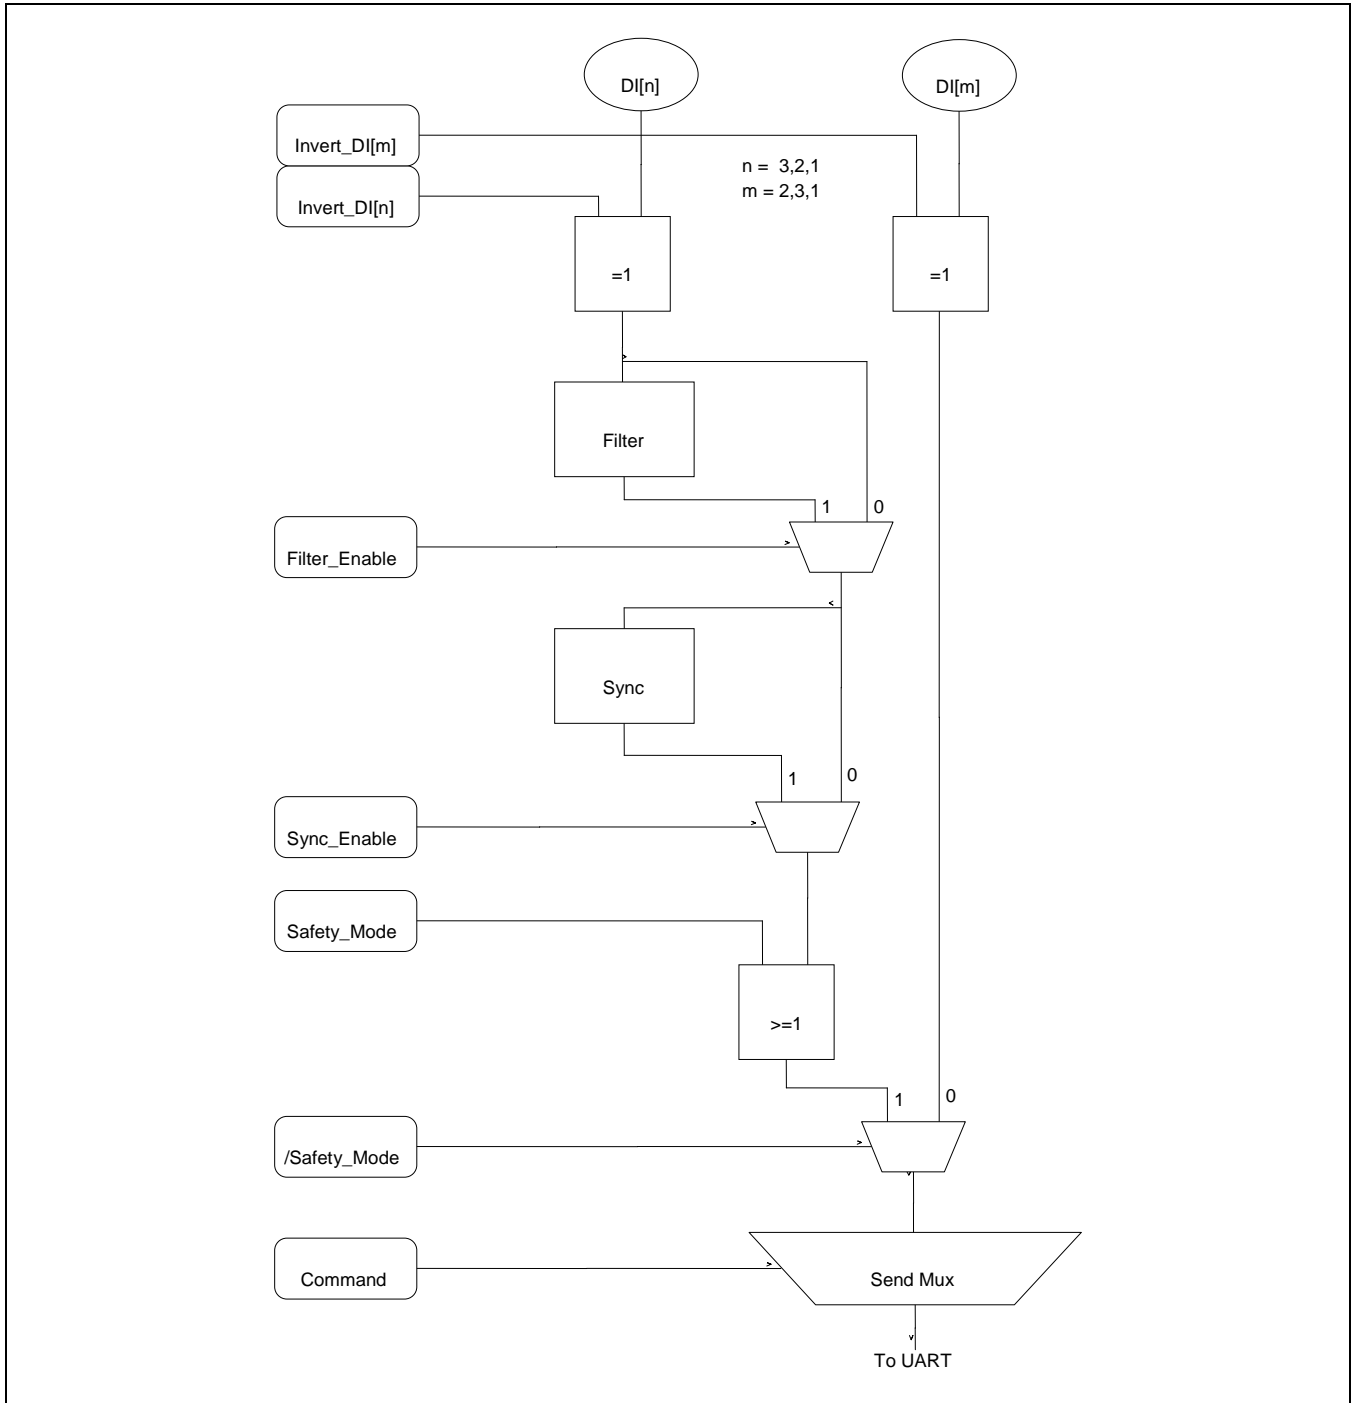 DI[n]
DI[m]
Invert_DI[m]
n = 3,2,1
m = 2,3,1
Invert_DI[n]
=1
=1
Filter
1
0
Filter_Enable
Sync
1
0
Sync_Enable
Safety_Mode
>=1
1
0
/Safety_Mode
Command
Send Mux
To UART